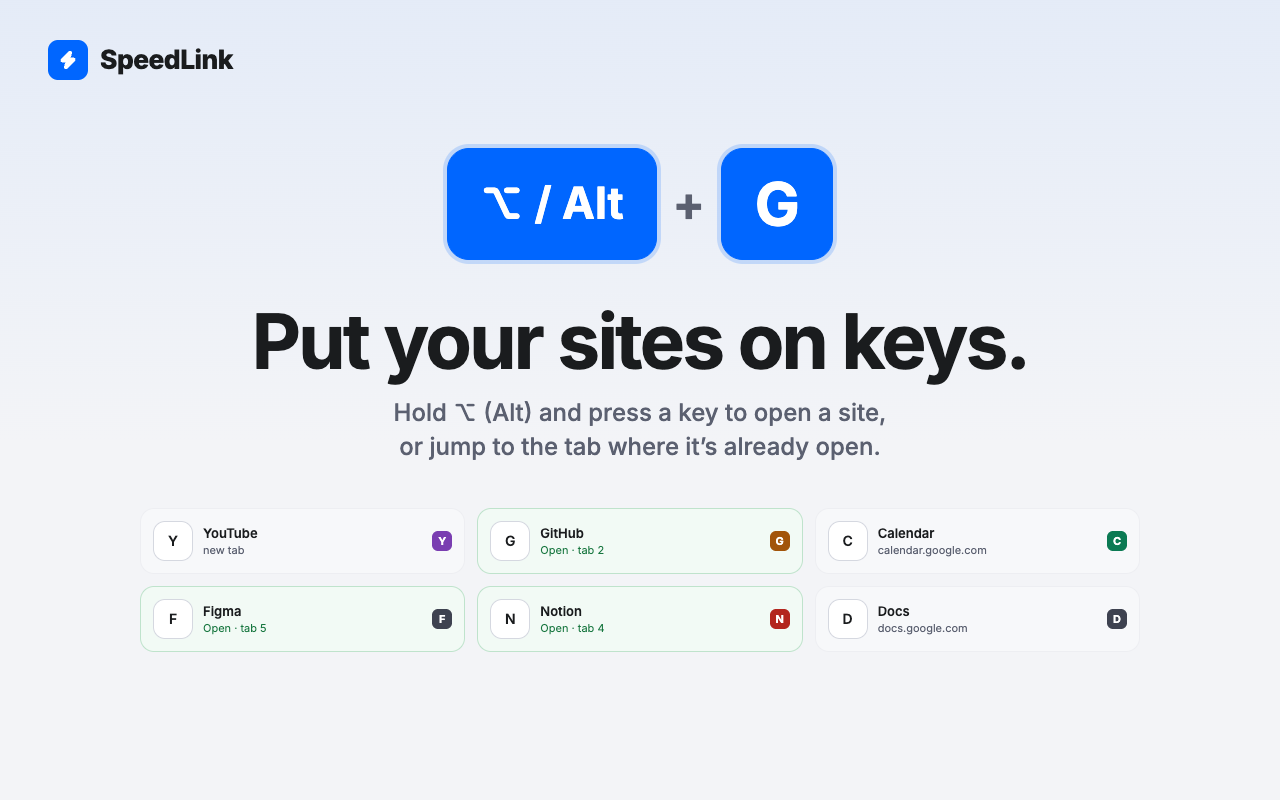 SpeedLink
⌥ / Alt + G
Put your sites on keys.
Hold ⌥ (Alt) and press a key to open a site,
or jump to the tab where it’s already open.
Y YouTube Y
new tab
G GitHub G
Open · tab 2
C Calendar C
calendar.google.com
F Figma F
Open · tab 5
N Notion N
Open · tab 4
D Docs D
docs.google.com